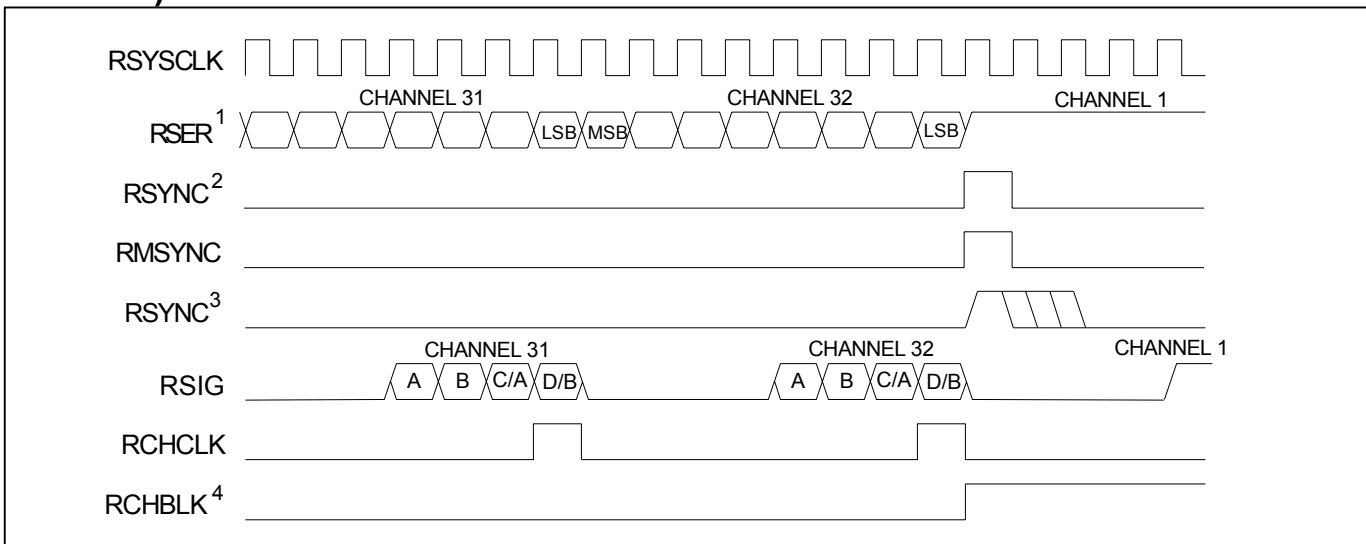 RSYSCLK
CHANNEL 31 CHANNEL 32 CHANNEL 1
RSER1 LSB MSB LSB
RSYNC2
RMSYNC
RSYNC3
CHANNEL 31 CHANNEL 32 CHANNEL 1
RSIG A B C/A D/B A B C/A D/B
RCHCLK
RCHBLK4